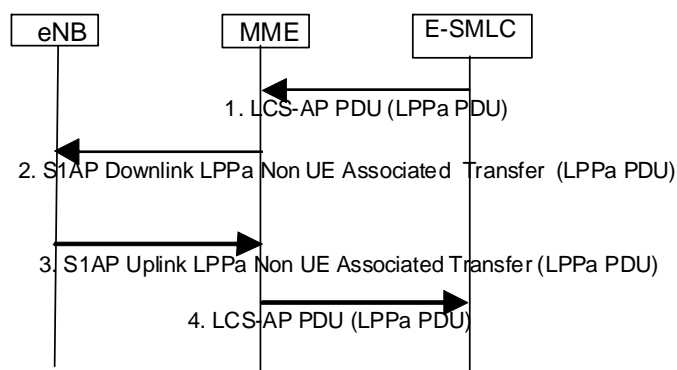 eNB MME E-SMLC
1. LCS-AP PDU (LPPa PDU)
2. S1AP Downlink LPPa Non UE Associated Transfer (LPPa PDU)
3. S1AP Uplink LPPa Non UE Associated Transfer (LPPa PDU)
4. LCS-AP PDU (LPPa PDU)